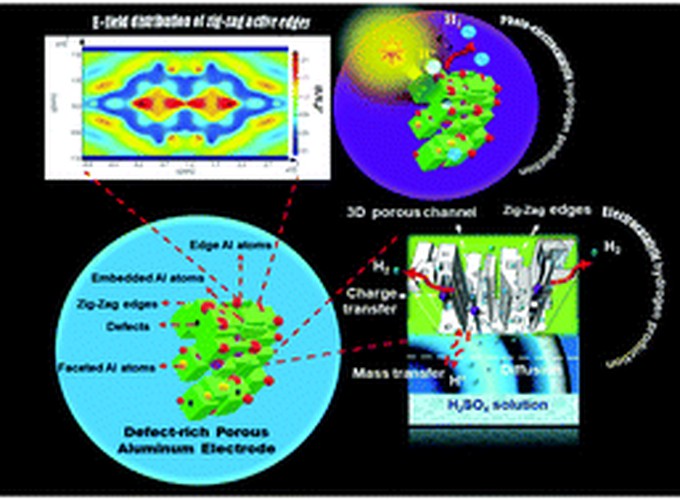 E-field distribution of zig-zag active edges
H₂
Photo-electrocatalytic hydrogen production
3D porous channel
Zig-Zag edges
Electrocatalytic hydrogen production
H₂
H₂
Charge
transfer
Mass transfer
H⁺
Diffusion
H₂SO₄ solution
Edge Al atoms
Embedded Al atoms
Zig-Zag edges
Defects
Faceted Al atoms
Defect-rich Porous
Aluminum Electrode